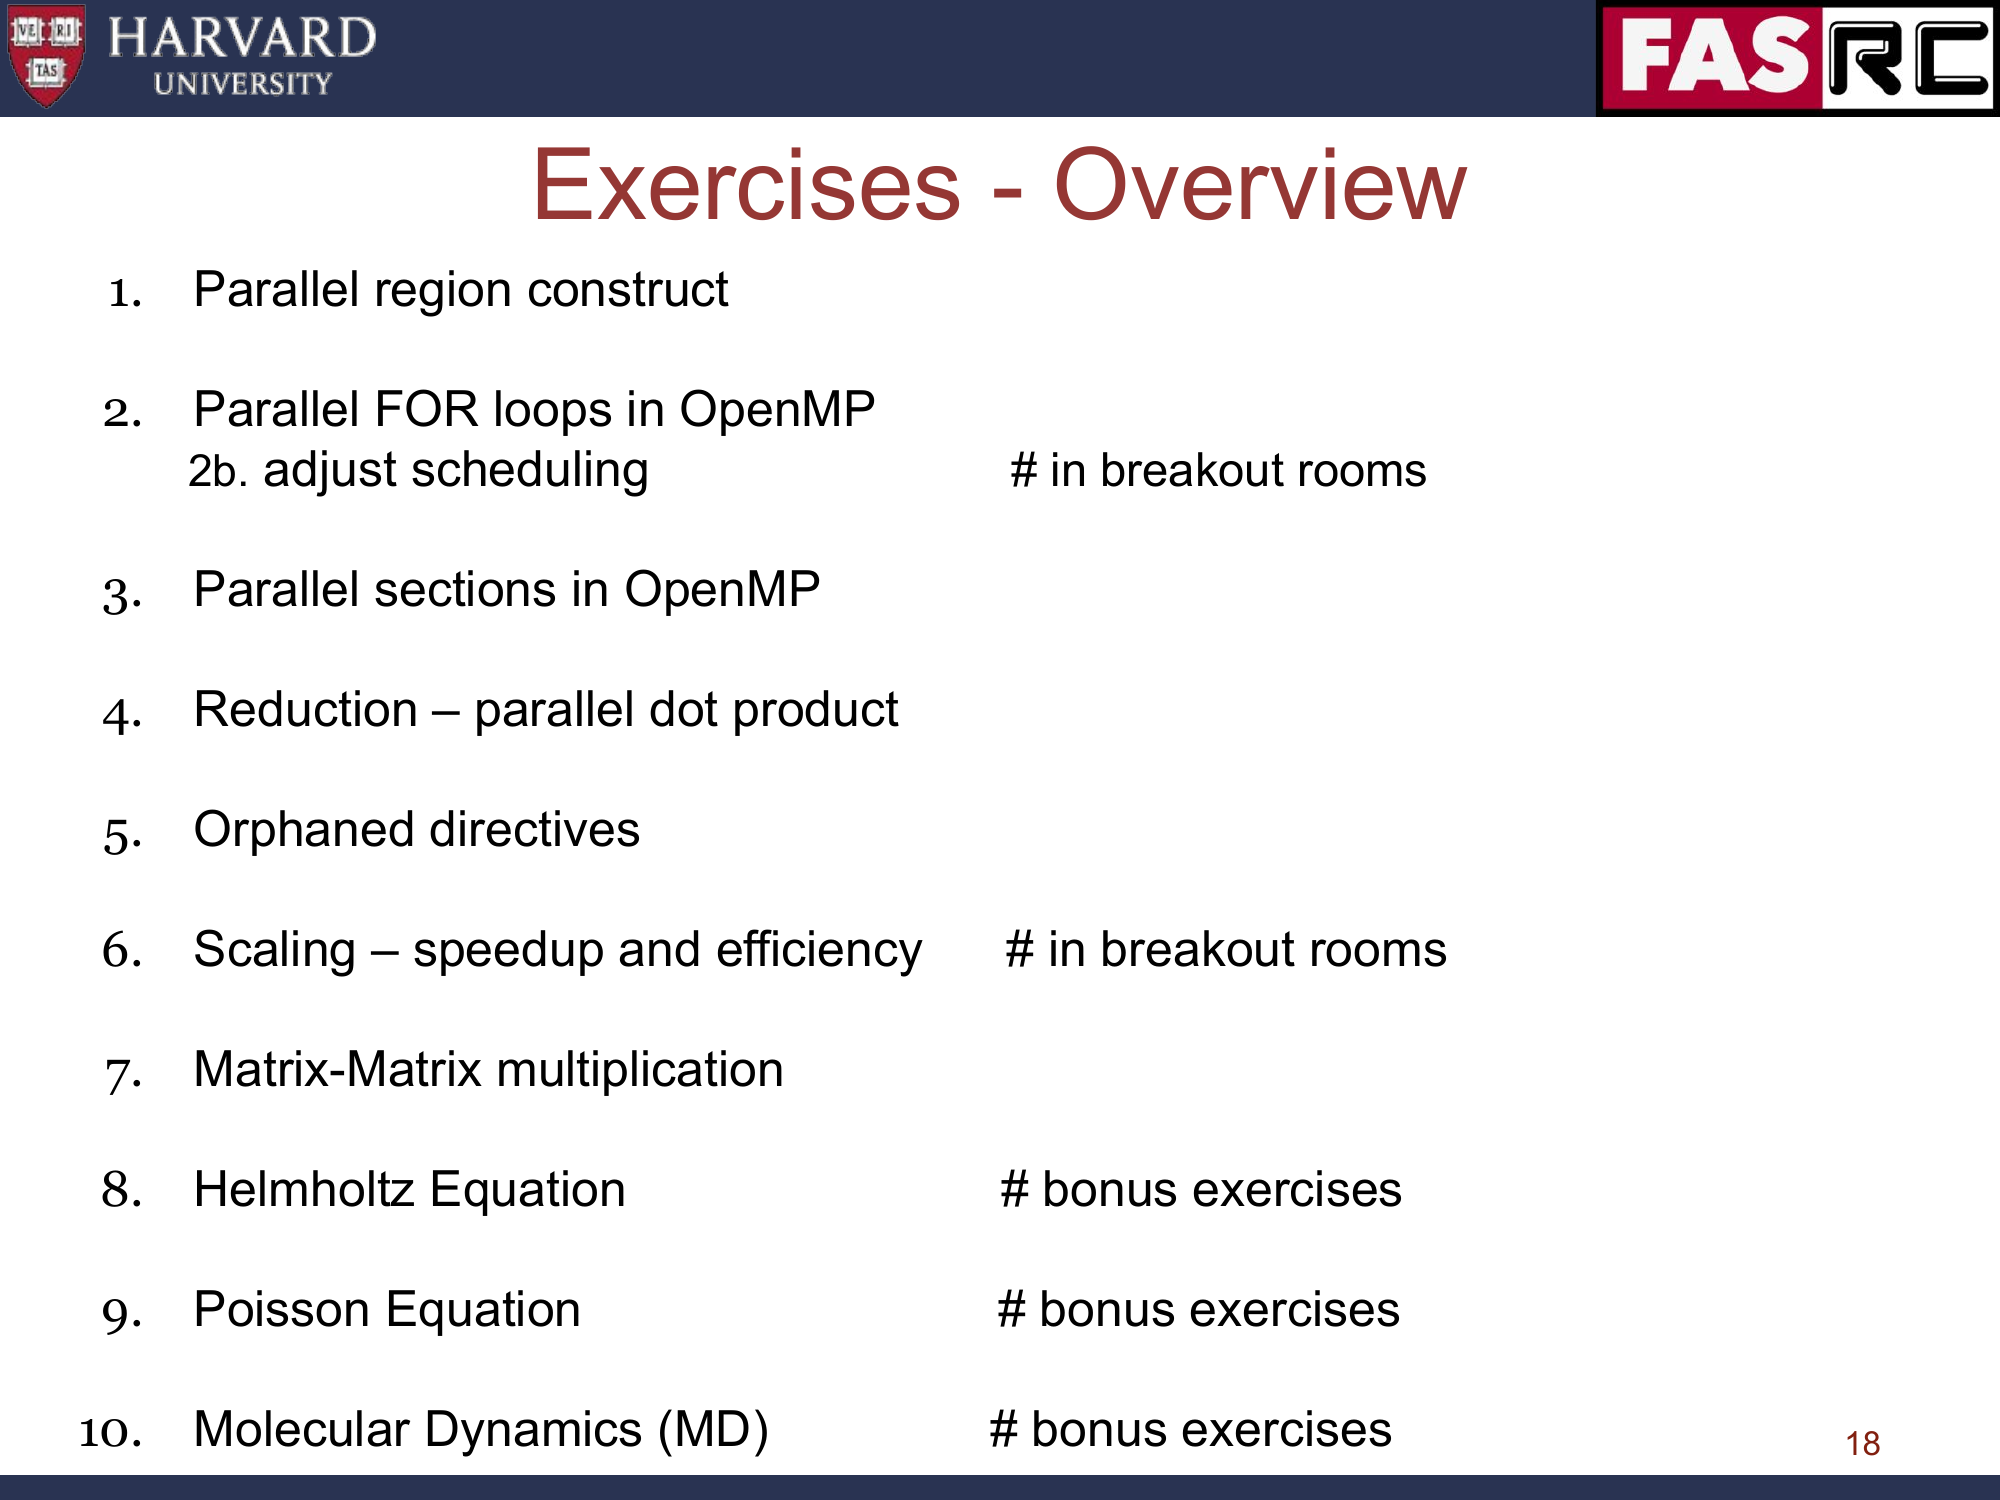 VE RI
TAS
HARVARD
UNIVERSITY
FASRC
Exercises - Overview
1. Parallel region construct
2. Parallel FOR loops in OpenMP
2b. adjust scheduling # in breakout rooms
3. Parallel sections in OpenMP
4. Reduction – parallel dot product
5. Orphaned directives
6. Scaling – speedup and efficiency # in breakout rooms
7. Matrix-Matrix multiplication
8. Helmholtz Equation # bonus exercises
9. Poisson Equation # bonus exercises
10. Molecular Dynamics (MD) # bonus exercises
18